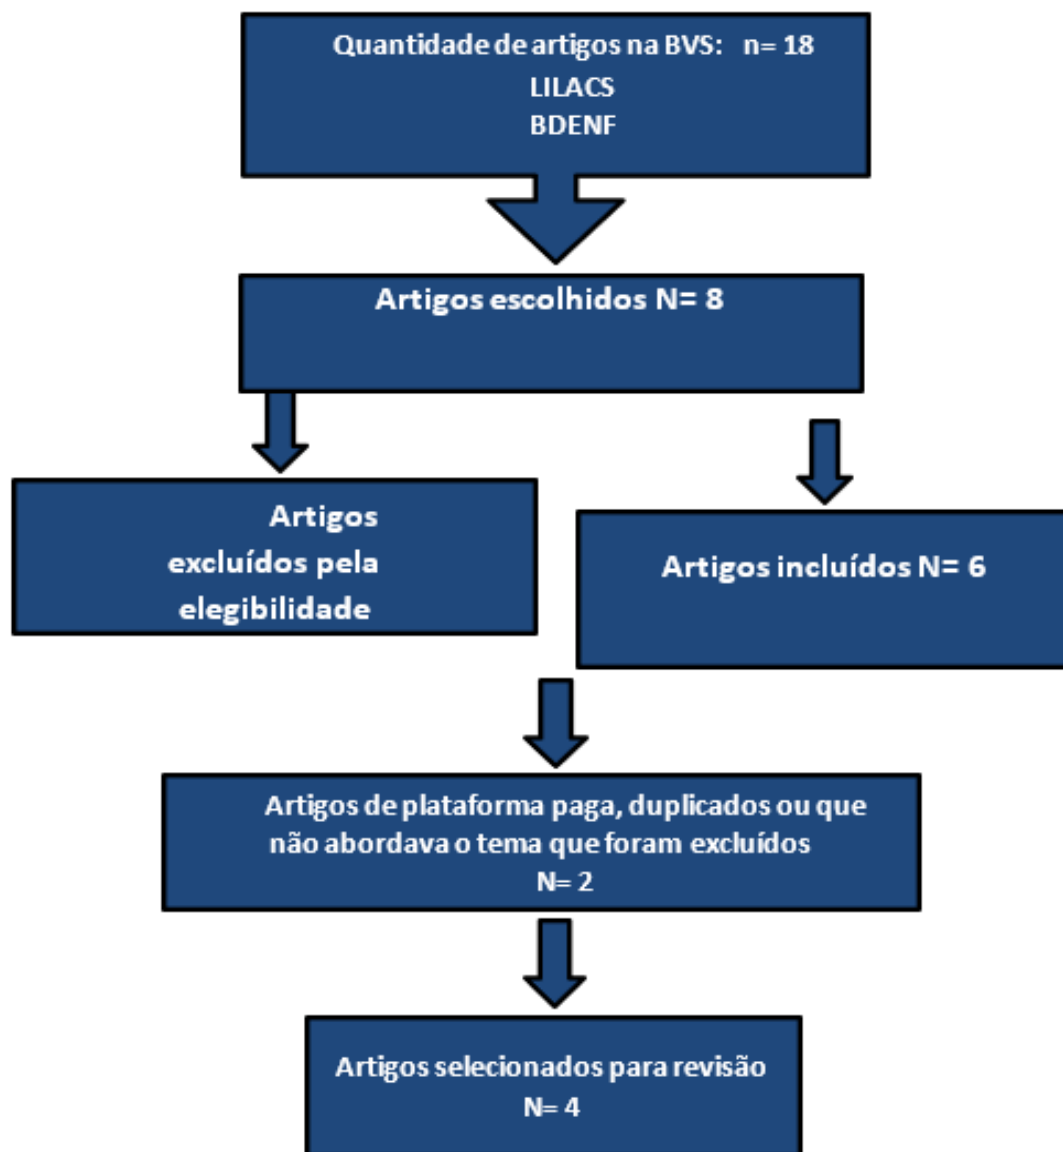 Quantidade de artigos na BVS: n= 18
LILACS
BDENF
Artigos escolhidos N= 8
Artigos
excluídos pela
elegibilidade
Artigos incluídos N= 6
Artigos de plataforma paga, duplicados ou que
não abordava o tema que foram excluídos
N= 2
Artigos selecionados para revisão
N= 4